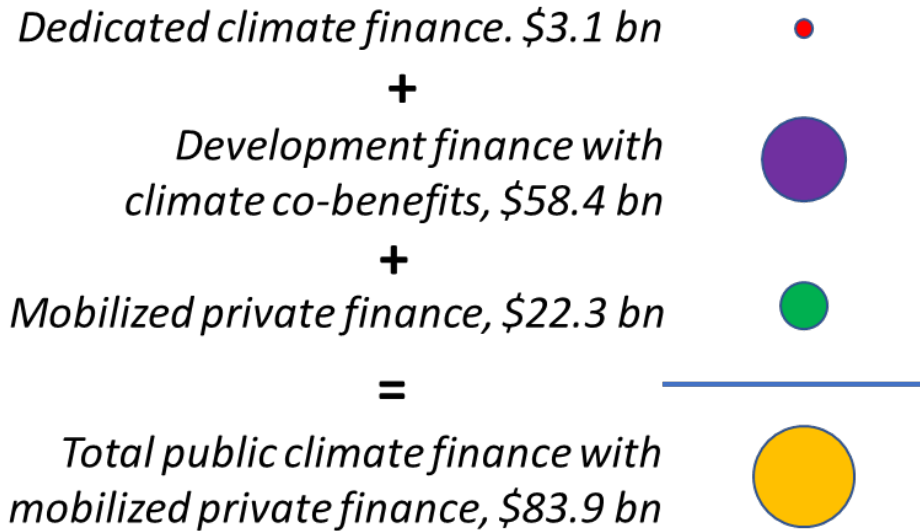 Dedicated climate finance. $3.1 bn
+
Development finance with
climate co-benefits, $58.4 bn
+
Mobilized private finance, $22.3 bn
=
Total public climate finance with
mobilized private finance, $83.9 bn